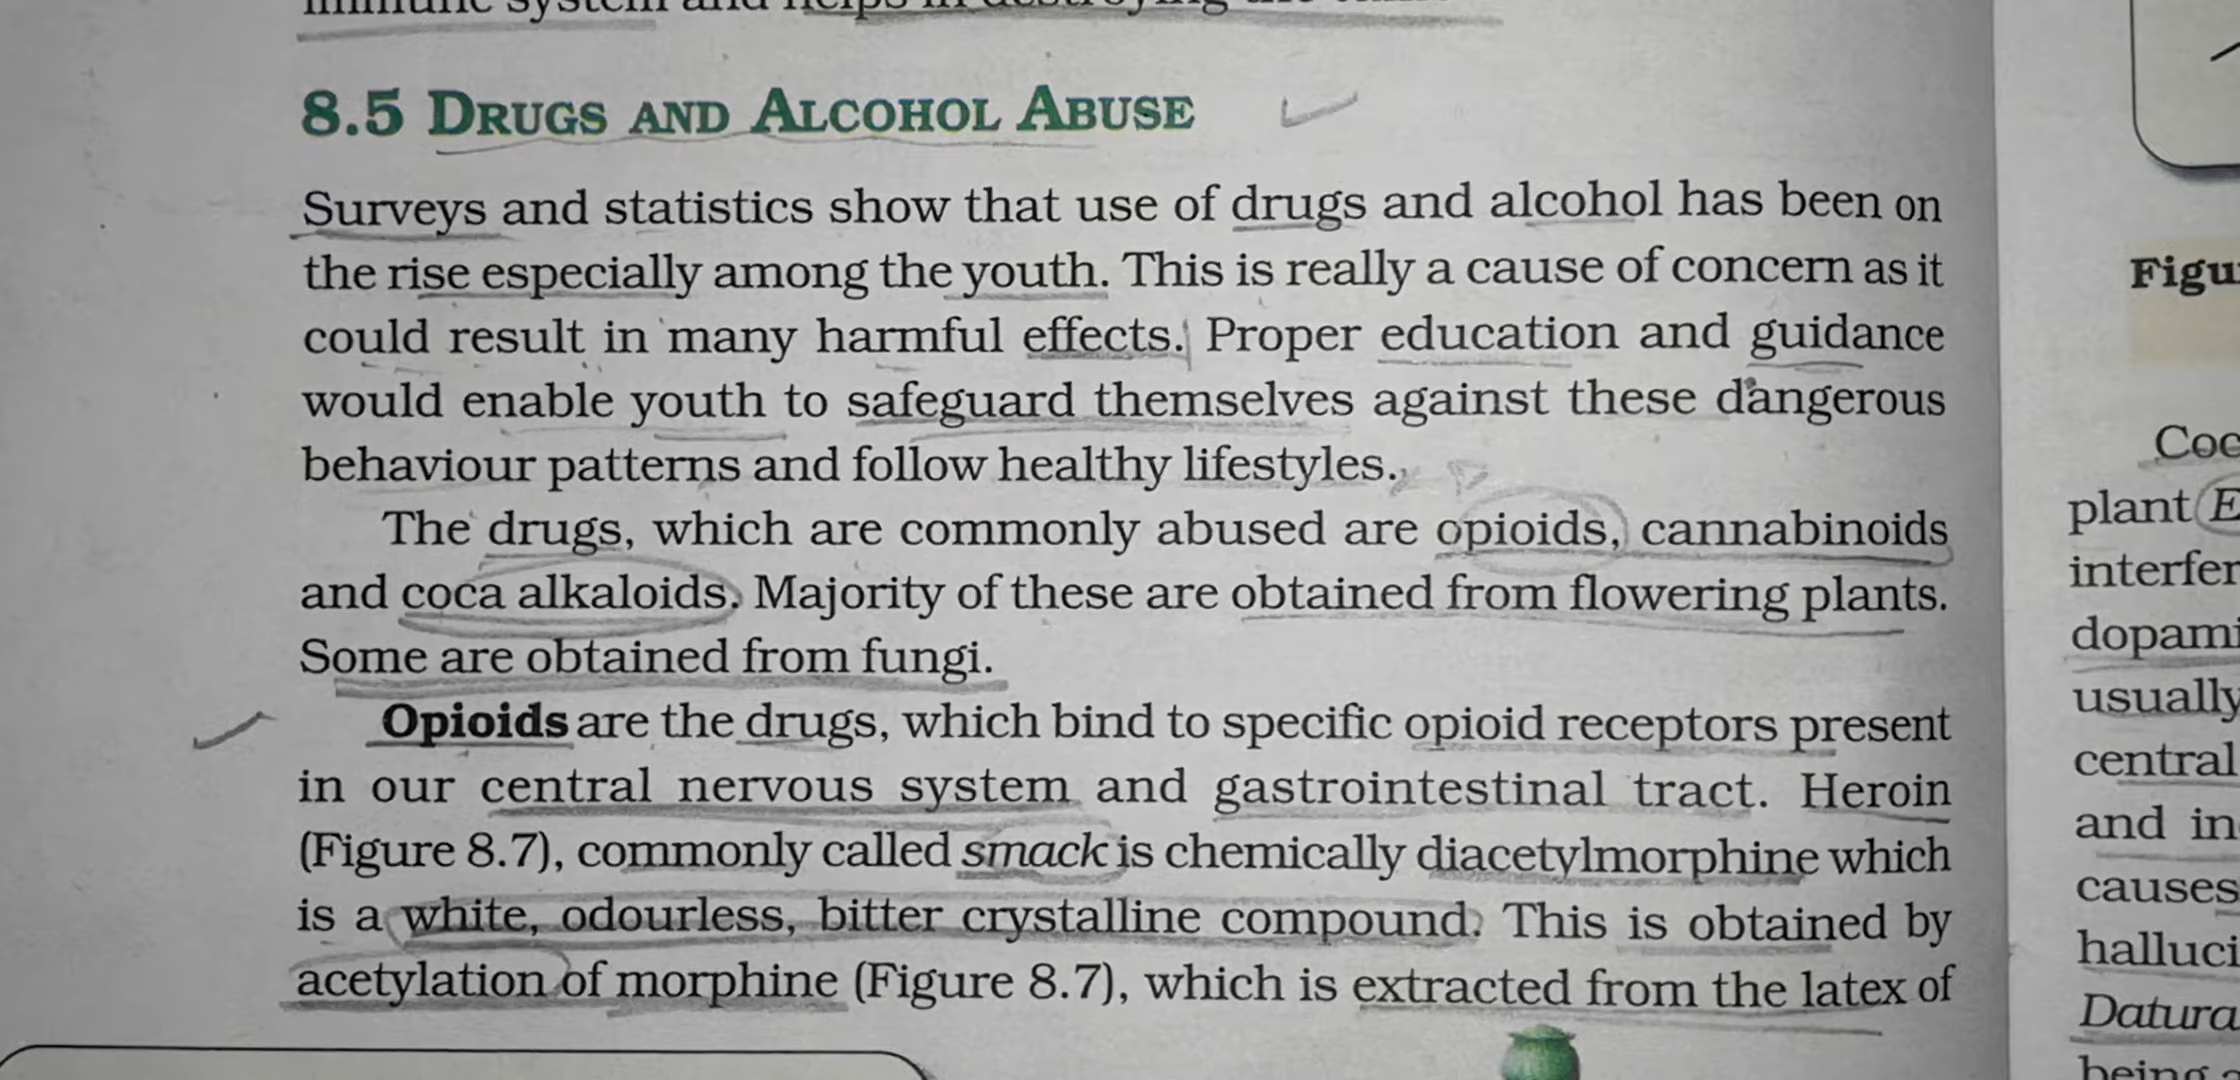 8.5 DRUGS AND ALCOHOL ABUSE
Surveys and statistics show that use of drugs and alcohol has been on
the rise especially among the youth. This is really a cause of concern as it
could result in many harmful effects. Proper education and guidance
would enable youth to safeguard themselves against these dangerous
behaviour patterns and follow healthy lifestyles.
The drugs, which are commonly abused are opioids, cannabinoids
and coca alkaloids. Majority of these are obtained from flowering plants.
Some are obtained from fungi.
Opioids are the drugs, which bind to specific opioid receptors present
in our central nervous system and gastrointestinal tract. Heroin
(Figure 8.7), commonly called smack is chemically diacetylmorphine which
is a white, odourless, bitter crystalline compound. This is obtained by
acetylation of morphine (Figure 8.7), which is extracted from the latex of
plant
usually
central
and in
causes
Datura
being